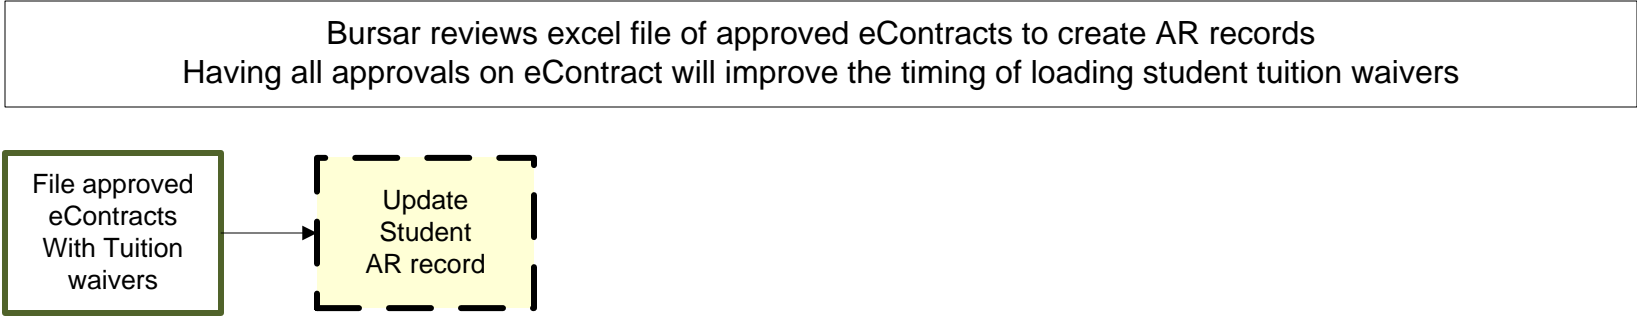 Bursar reviews excel file of approved eContracts to create AR records
Having all approvals on eContract will improve the timing of loading student tuition waivers
File approved
eContracts
With Tuition
waivers
Update
Student
AR record